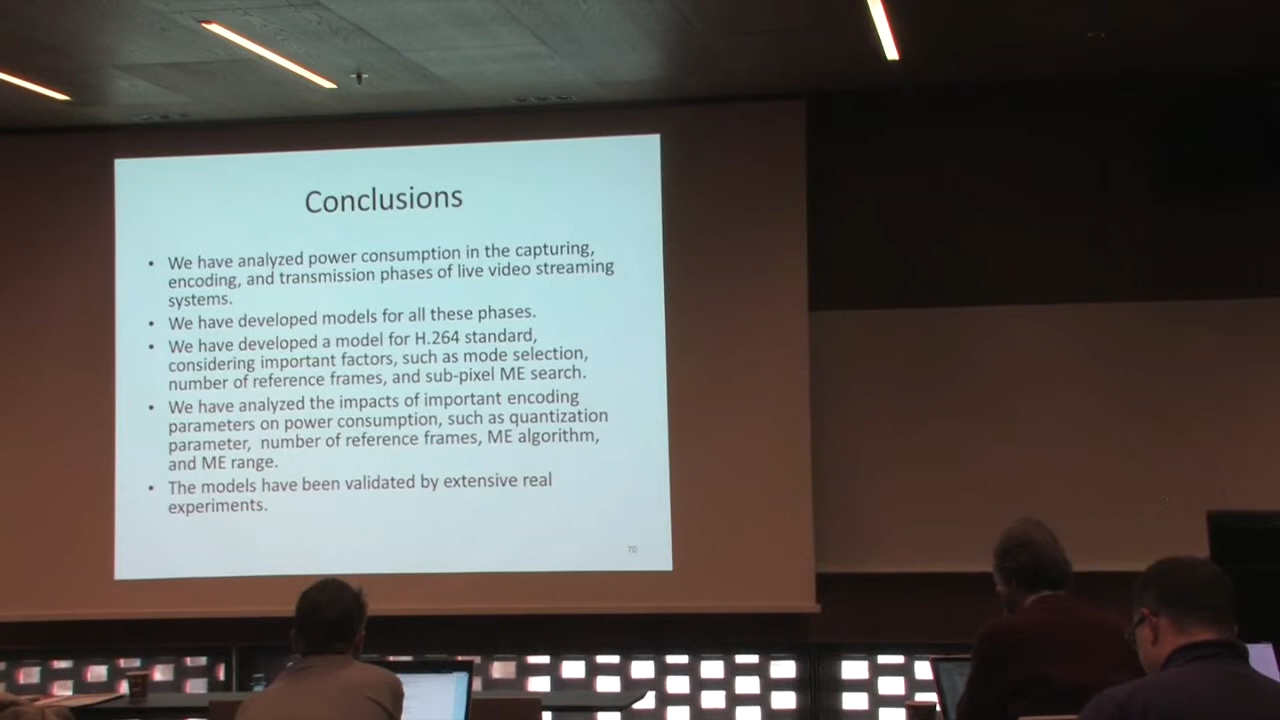 Conclusions
• We have analyzed power consumption in the capturing,
encoding, and transmission phases of live video streaming
systems.
• We have developed models for all these phases.
• We have developed a model for H.264 standard,
considering important factors, such as mode selection,
number of reference frames, and sub-pixel ME search.
• We have analyzed the impacts of important encoding
parameters on power consumption, such as quantization
parameter, number of reference frames, ME algorithm,
and ME range.
• The models have been validated by extensive real
experiments.
70